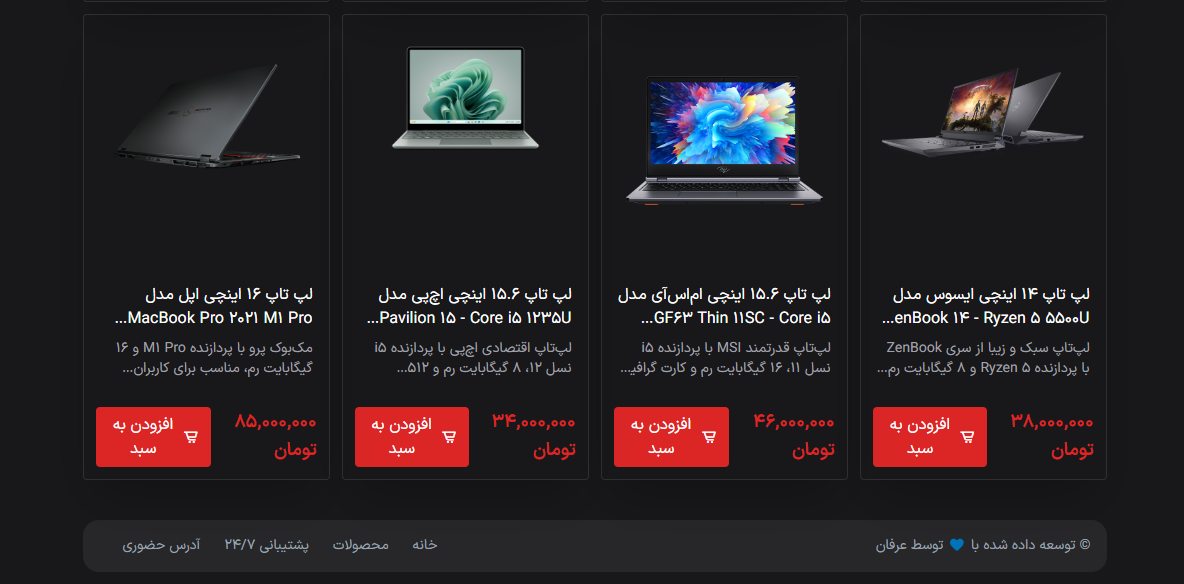 لپ تاپ ۱۴ اینچی ایسوس مدل
enBook ۱۴ - Ryzen ۵ ۵۵۰۰U...
لپ‌تاپ سبک و زیبا از سری ZenBook
با پردازنده Ryzen ۵ و ۸ گیگابایت رم...
۳۸,۰۰۰,۰۰۰
تومان
افزودن به
سبد
لپ تاپ ۱۵.۶ اینچی ام‌اس‌آی مدل
GF۶۳ Thin ۱۱SC - Core i۵...
لپ‌تاپ قدرتمند MSI با پردازنده i۵
نسل ۱۱، ۱۶ گیگابایت رم و کارت گرافی...
۴۶,۰۰۰,۰۰۰
تومان
افزودن به
سبد
لپ تاپ ۱۵.۶ اینچی اچ‌پی مدل
Pavilion ۱۵ - Core i۵ ۱۲۳۵U...
لپ‌تاپ اقتصادی اچ‌پی با پردازنده i۵
نسل ۱۲، ۸ گیگابایت رم و ۵۱۲...
۳۴,۰۰۰,۰۰۰
تومان
افزودن به
سبد
لپ تاپ ۱۶ اینچی اپل مدل
MacBook Pro ۲۰۲۱ M۱ Pro...
مک‌بوک پرو با پردازنده M۱ Pro و ۱۶
گیگابایت رم، مناسب برای کاربران...
۸۵,۰۰۰,۰۰۰
تومان
افزودن به
سبد
© توسعه داده شده با 💙 توسط عرفان
خانه
محصولات
پشتیبانی ۲۴/۷
آدرس حضوری